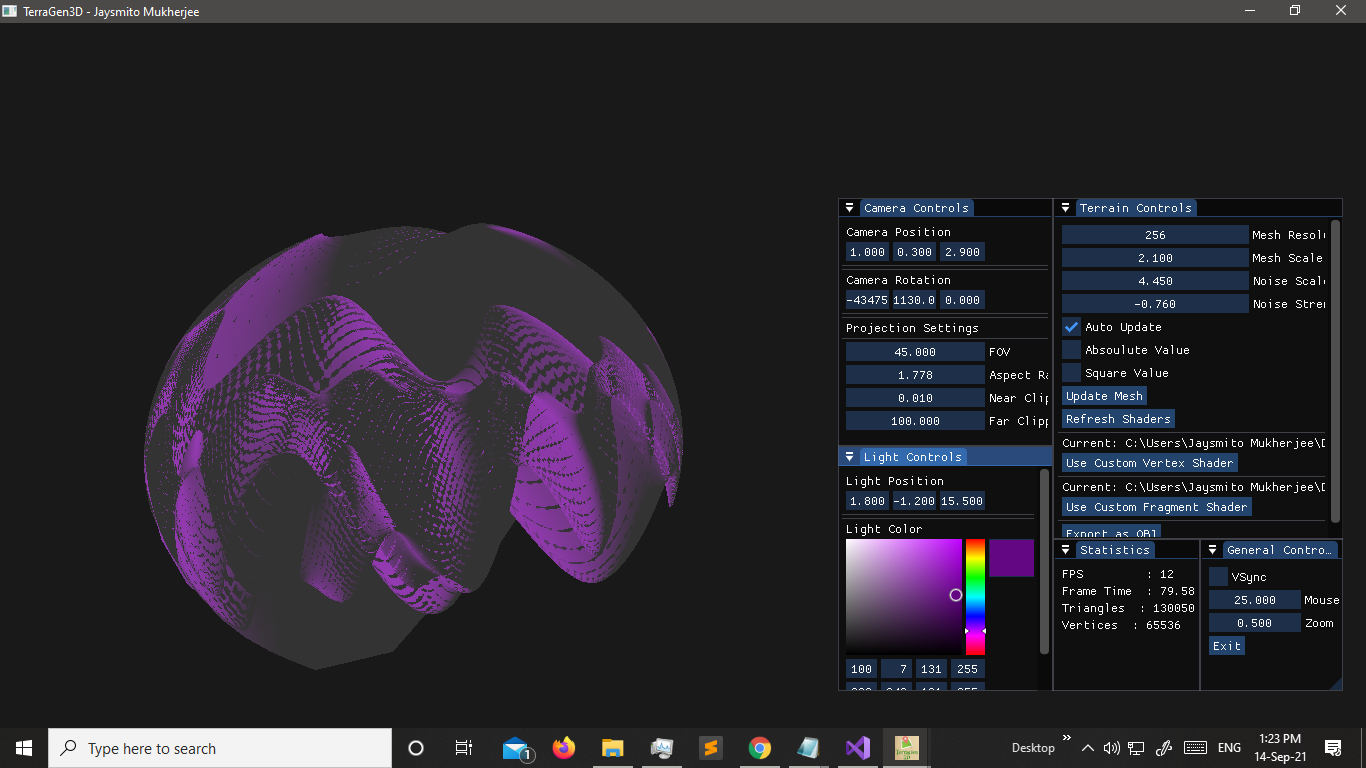 TerraGen3D - Jaysmito Mukherjee
Camera Controls
Camera Position
1.000 0.300 2.900
Camera Rotation
-43475 1130.0 0.000
Projection Settings
45.000 FOV
1.778 Aspect Ra
0.010 Near Clip
100.000 Far Clipp
Light Controls
Light Position
1.800 -1.200 15.500
Light Color
100 7 131 255
Terrain Controls
256 Mesh Resolu
2.100 Mesh Scale
4.450 Noise Scal
-0.760 Noise Stren
Auto Update
Absoulute Value
Square Value
Update Mesh
Refresh Shaders
Current: C:\Users\Jaysmito Mukherjee\D
Use Custom Vertex Shader
Current: C:\Users\Jaysmito Mukherjee\D
Use Custom Fragment Shader
Export as OBJ
Statistics
FPS : 12
Frame Time : 79.58
Triangles : 130050
Vertices : 65536
General Contro...
VSync
25.000 Mouse
0.500 Zoom
Exit
Type here to search
1
Desktop
ENG
1:23 PM
14-Sep-21